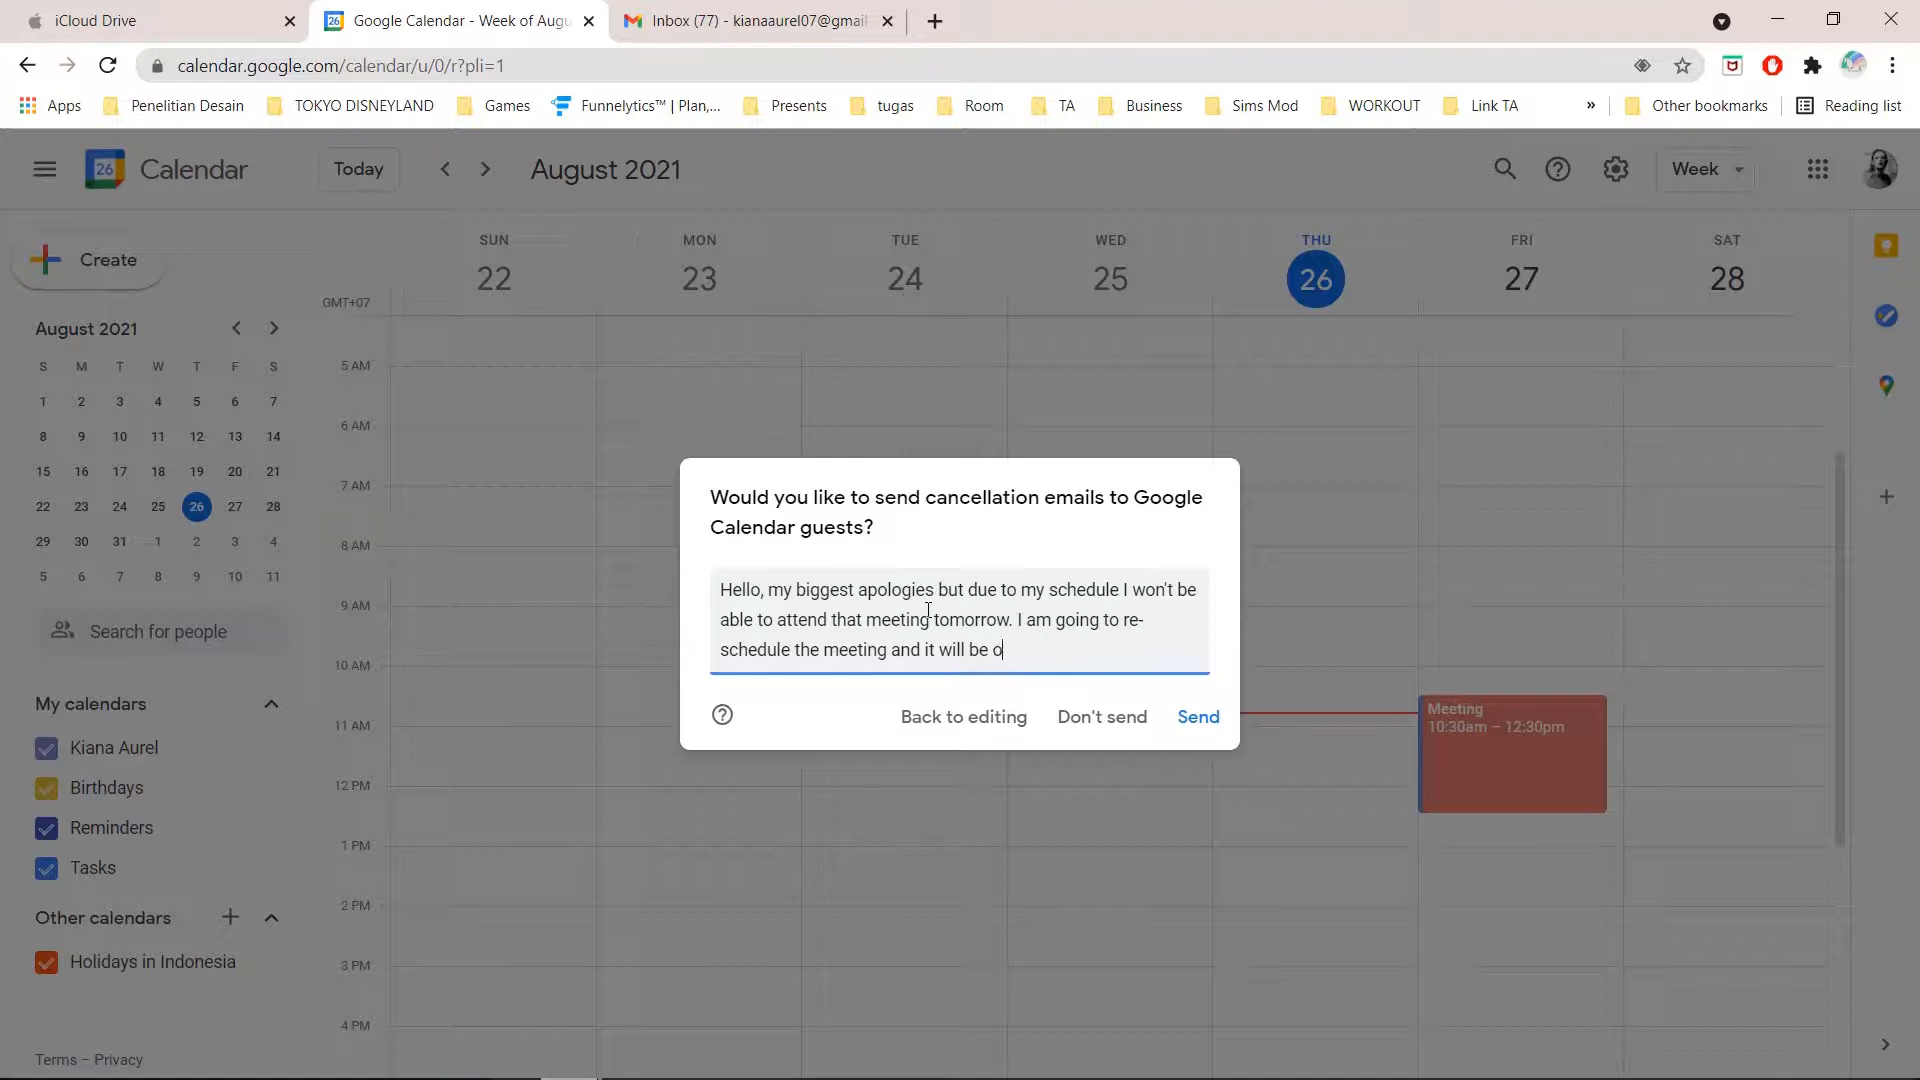 iCloud Drive
Google Calendar - Week of Augu
Inbox (77) - kianaaurel07@gmail
calendar.google.com/calendar/u/0/r?pli=1
Apps Penelitian Desain TOKYO DISNEYLAND Games Funnelytics™ | Plan,... Presents tugas Room TA Business Sims Mod WORKOUT Link TA » Other bookmarks Reading list
26 Calendar Today August 2021 Week
Create
SUN MON TUE WED THU FRI SAT
22 23 24 25 26 27 28
GMT+07
August 2021
S M T W T F S
1 2 3 4 5 6 7
8 9 10 11 12 13 14
15 16 17 18 19 20 21
22 23 24 25 26 27 28
29 30 31 1 2 3 4
5 6 7 8 9 10 11
Search for people
My calendars
Kiana Aurel
Birthdays
Reminders
Tasks
Other calendars
Holidays in Indonesia
Terms – Privacy
5 AM
6 AM
7 AM
8 AM
9 AM
10 AM
11 AM
12 PM
1 PM
2 PM
3 PM
4 PM
Would you like to send cancellation emails to Google
Calendar guests?
Hello, my biggest apologies but due to my schedule I won't be
able to attend that meeting tomorrow. I am going to re-
schedule the meeting and it will be o
Back to editing Don't send Send
Meeting
10:30am – 12:30pm